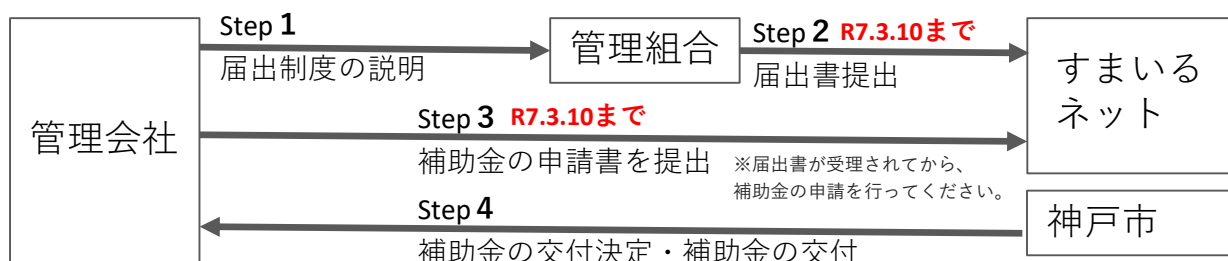 管理会社
Step 1
届出制度の説明
管理組合
Step 2 R7.3.10まで
届出書提出
すまいる
ネット
Step 3 R7.3.10まで
補助金の申請書を提出
※届出書が受理されてから、
補助金の申請を行ってください。
Step 4
補助金の交付決定・補助金の交付
神戸市